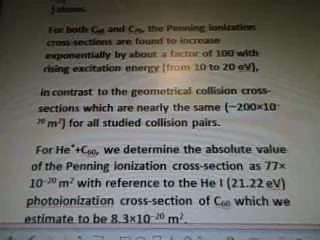 For both C60 and C70, the Penning ionization
cross-sections are found to increase
exponentially by about a factor of 100 with
rising excitation energy (from 10 to 20 eV),
in contrast to the geometrical collision cross-
sections which are nearly the same (~200×10-
20 m2) for all studied collision pairs.
For He*+C60, we determine the absolute value
of the Penning ionization cross-section as 77×
10-20 m2 with reference to the He I (21.22 eV)
photoionization cross-section of C60 which we
estimate to be 8.3×10-20 m2.